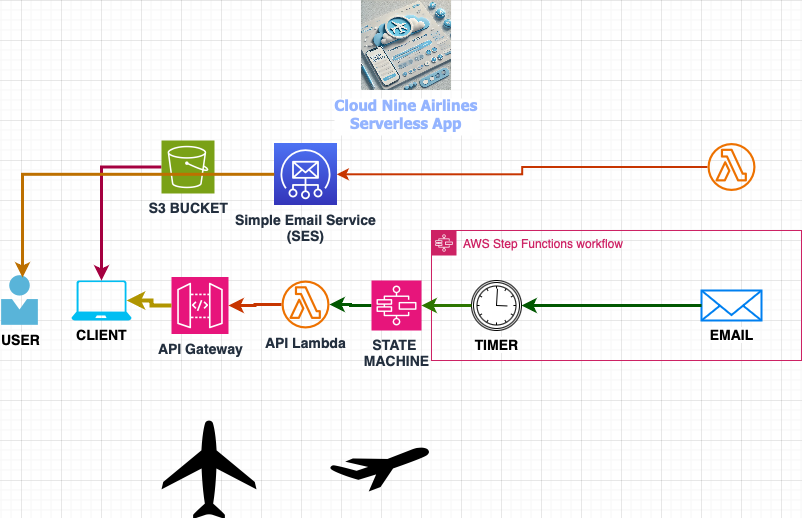 Cloud Nine Airlines
Serverless App
S3 BUCKET
Simple Email Service
(SES)
AWS Step Functions workflow
USER
CLIENT
API Gateway
API Lambda
STATE
MACHINE
TIMER
EMAIL